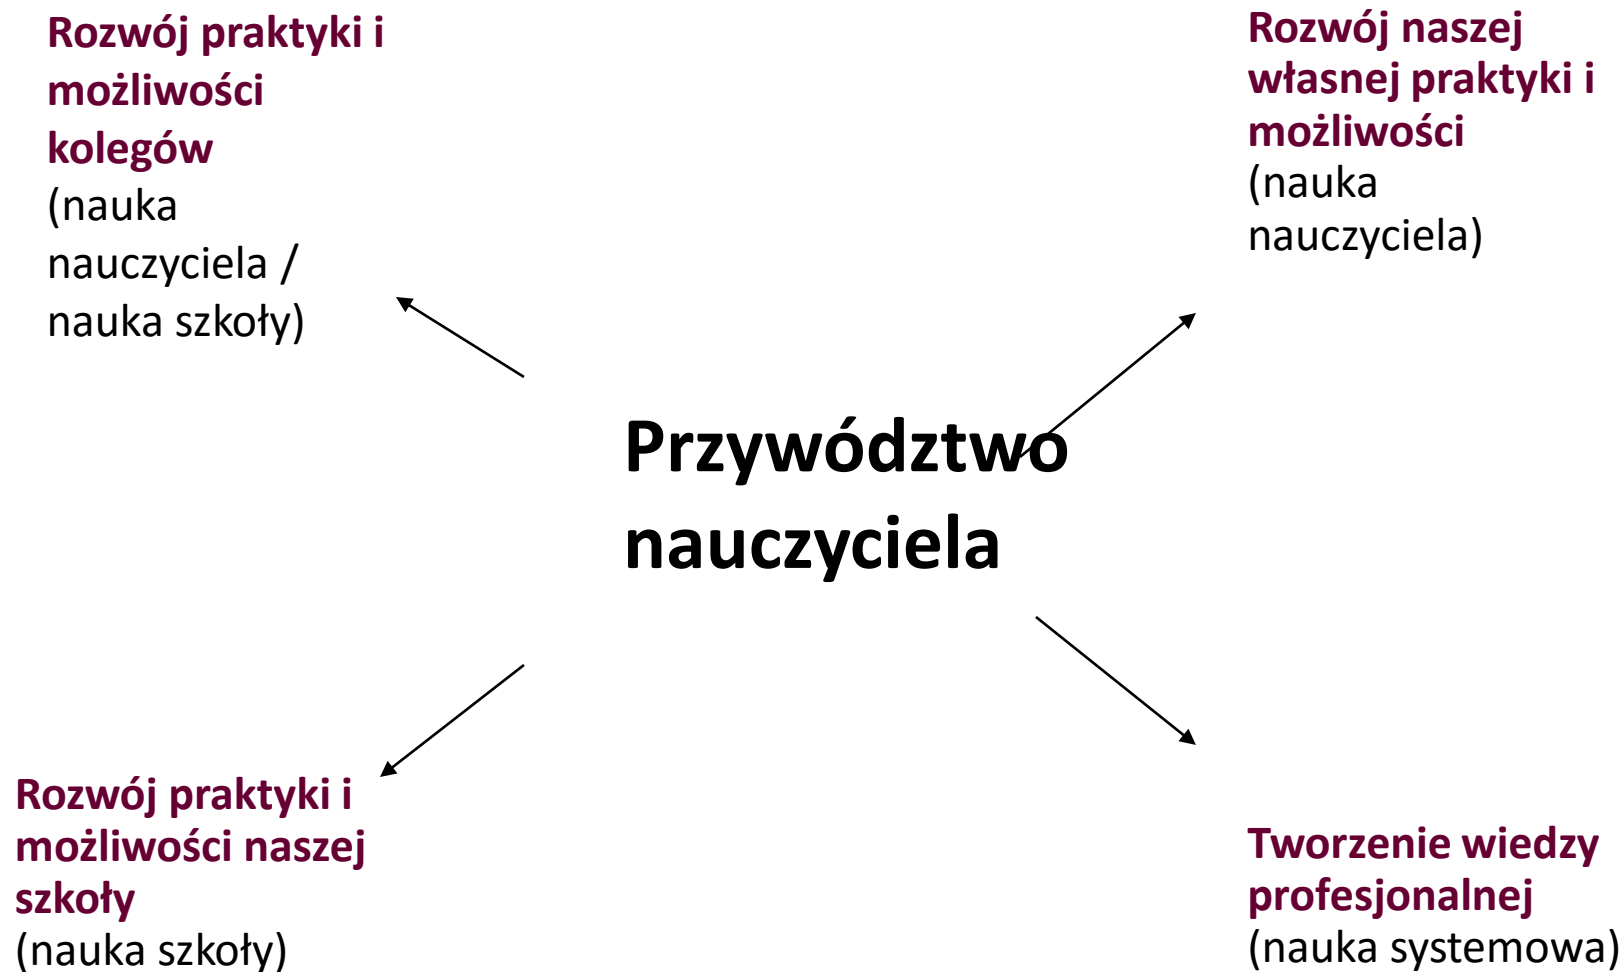 Rozwój praktyki i
możliwości
kolegów
(nauka
nauczyciela /
nauka szkoły)
Rozwój naszej
własnej praktyki i
możliwości
(nauka
nauczyciela)
Przywództwo
nauczyciela
Rozwój praktyki i
możliwości naszej
szkoły
(nauka szkoły)
Tworzenie wiedzy
profesjonalnej
(nauka systemowa)